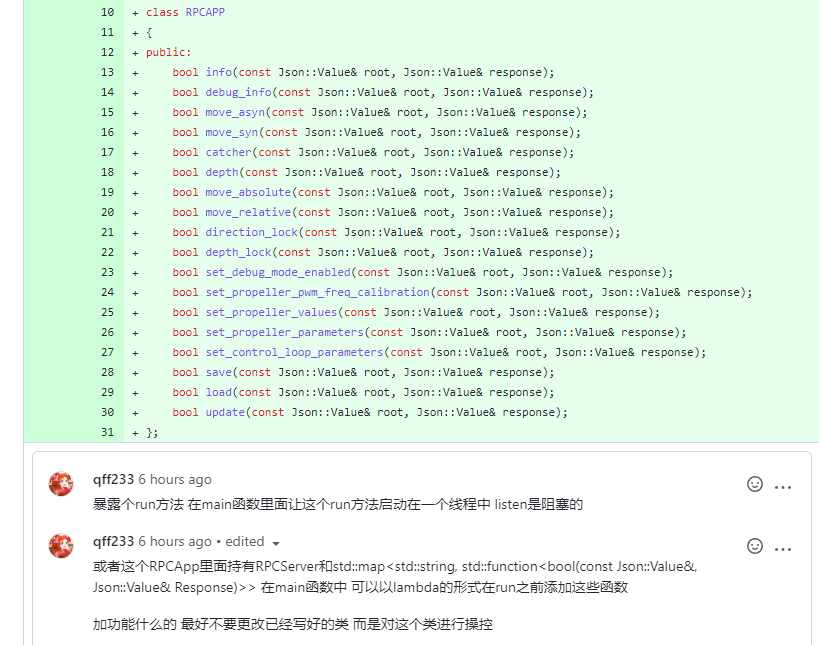 10 + class RPCAPP
11 + {
12 + public:
13 + bool info(const Json::Value& root, Json::Value& response);
14 + bool debug_info(const Json::Value& root, Json::Value& response);
15 + bool move_asyn(const Json::Value& root, Json::Value& response);
16 + bool move_syn(const Json::Value& root, Json::Value& response);
17 + bool catcher(const Json::Value& root, Json::Value& response);
18 + bool depth(const Json::Value& root, Json::Value& response);
19 + bool move_absolute(const Json::Value& root, Json::Value& response);
20 + bool move_relative(const Json::Value& root, Json::Value& response);
21 + bool direction_lock(const Json::Value& root, Json::Value& response);
22 + bool depth_lock(const Json::Value& root, Json::Value& response);
23 + bool set_debug_mode_enabled(const Json::Value& root, Json::Value& response);
24 + bool set_propeller_pwm_freq_calibration(const Json::Value& root, Json::Value& response);
25 + bool set_propeller_values(const Json::Value& root, Json::Value& response);
26 + bool set_propeller_parameters(const Json::Value& root, Json::Value& response);
27 + bool set_control_loop_parameters(const Json::Value& root, Json::Value& response);
28 + bool save(const Json::Value& root, Json::Value& response);
29 + bool load(const Json::Value& root, Json::Value& response);
30 + bool update(const Json::Value& root, Json::Value& response);
31 + };
qff233 6 hours ago
暴露个run方法 在main函数里面让这个run方法启动在一个线程中 listen是阻塞的
qff233 6 hours ago • edited
或者这个RPCApp里面持有RPCServer和std::map<std::string, std::function<bool(const Json::Value&,
Json::Value& Response)>> 在main函数中 可以以lambda的形式在run之前添加这些函数
加功能什么的 最好不要更改已经写好的类 而是对这个类进行操控